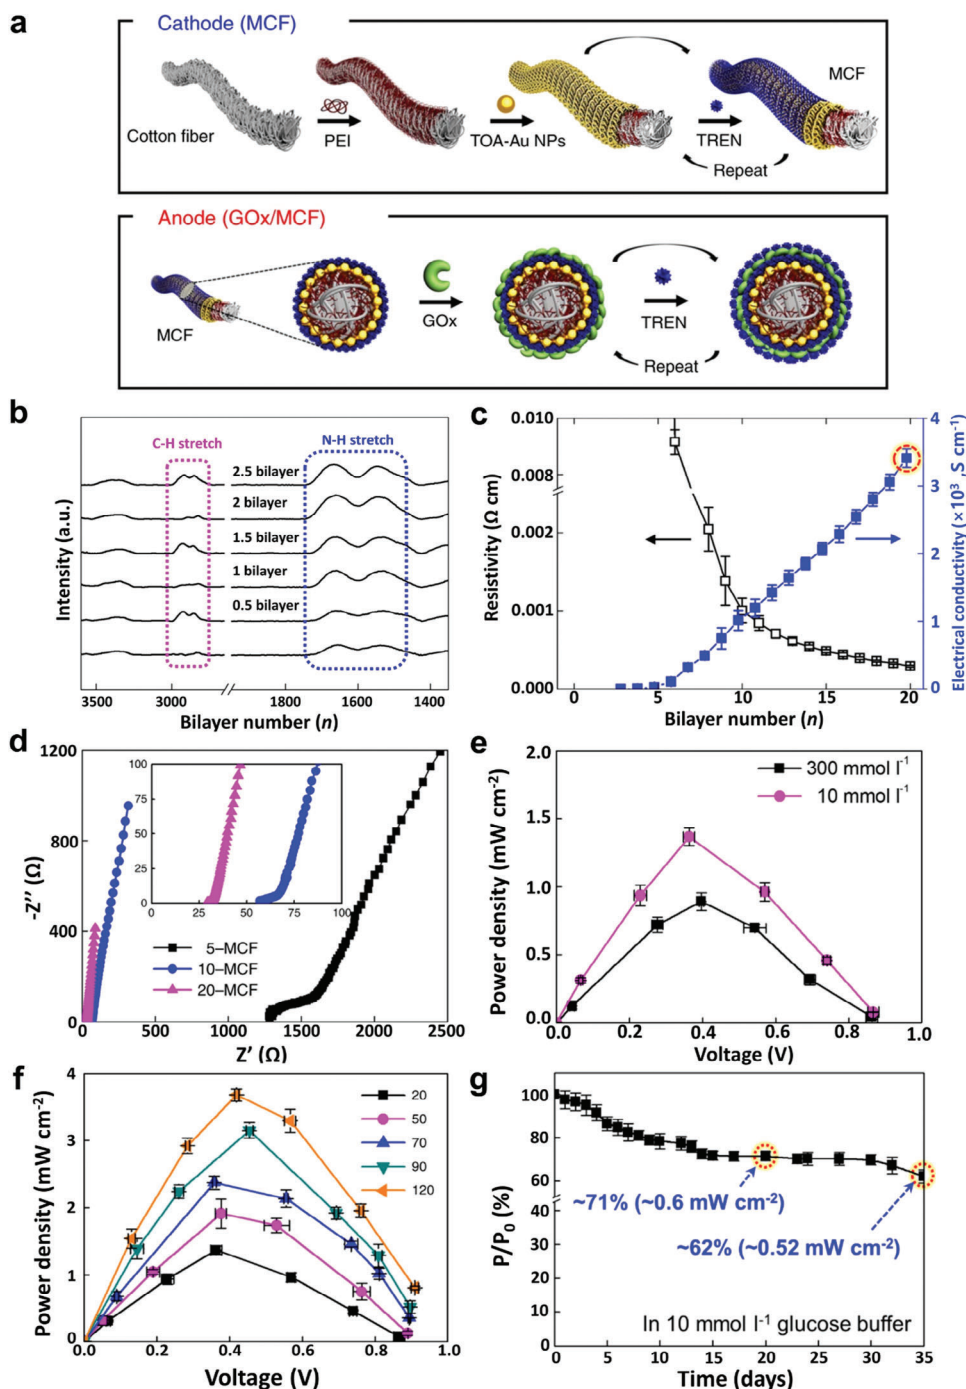 a
Cathode (MCF)
MCF
Cotton fiber
PEI
TOA-Au NPs
TREN
Repeat
Anode (GOx/MCF)
MCF
GOx
TREN
Repeat
b
C-H stretch
N-H stretch
2.5 bilayer
2 bilayer
1.5 bilayer
1 bilayer
0.5 bilayer
Intensity (a.u.)
3500 3000 1800 1600 1400
Bilayer number (n)
c
0.010
0.008
0.002
0.001
0.000
Resistivity (Ω cm)
4
3
2
1
0
Electrical conductivity (×10³ ,S cm⁻¹)
0 5 10 15 20
Bilayer number (n)
d
1200
800
400
0
-Z'' (Ω)
100
75
50
25
0
0 25 50 75 100
5–MCF
10–MCF
20–MCF
0 500 1000 1500 2000 2500
Z' (Ω)
e
2.0
1.5
1.0
0.5
0.0
Power density (mW cm⁻²)
300 mmol l⁻¹
10 mmol l⁻¹
0.0 0.2 0.4 0.6 0.8 1.0
Voltage (V)
f
4
3
2
1
0
Power density (mW cm⁻²)
20
50
70
90
120
0.0 0.2 0.4 0.6 0.8 1.0
Voltage (V)
g
100
80
60
40
20
0
P/P₀ (%)
~71% (~0.6 mW cm⁻²)
~62% (~0.52 mW cm⁻²)
In 10 mmol l⁻¹ glucose buffer
0 5 10 15 20 25 30 35
Time (days)